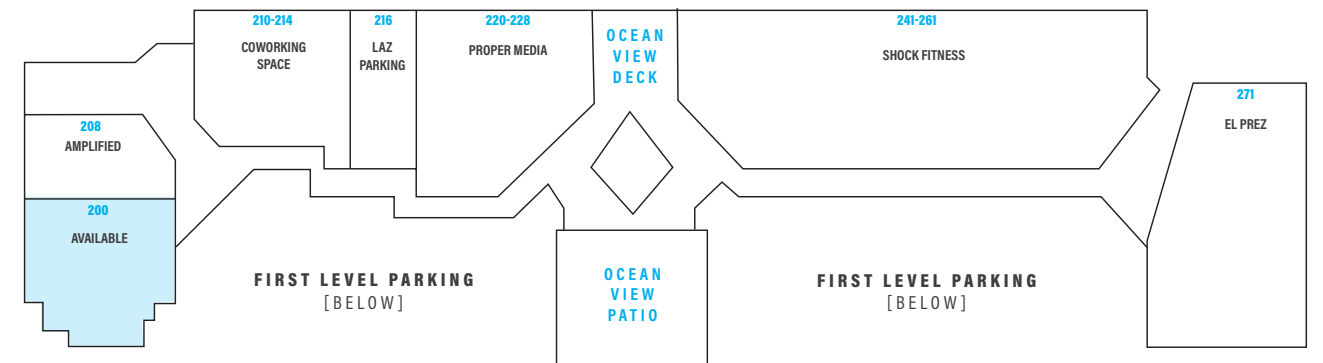 210-214
COWORKING
SPACE
216
LAZ
PARKING
220-228
PROPER MEDIA
OCEAN
VIEW
DECK
241-261
SHOCK FITNESS
271
EL PREZ
208
AMPLIFIED
200
AVAILABLE
FIRST LEVEL PARKING
[BELOW]
OCEAN
VIEW
PATIO
FIRST LEVEL PARKING
[BELOW]